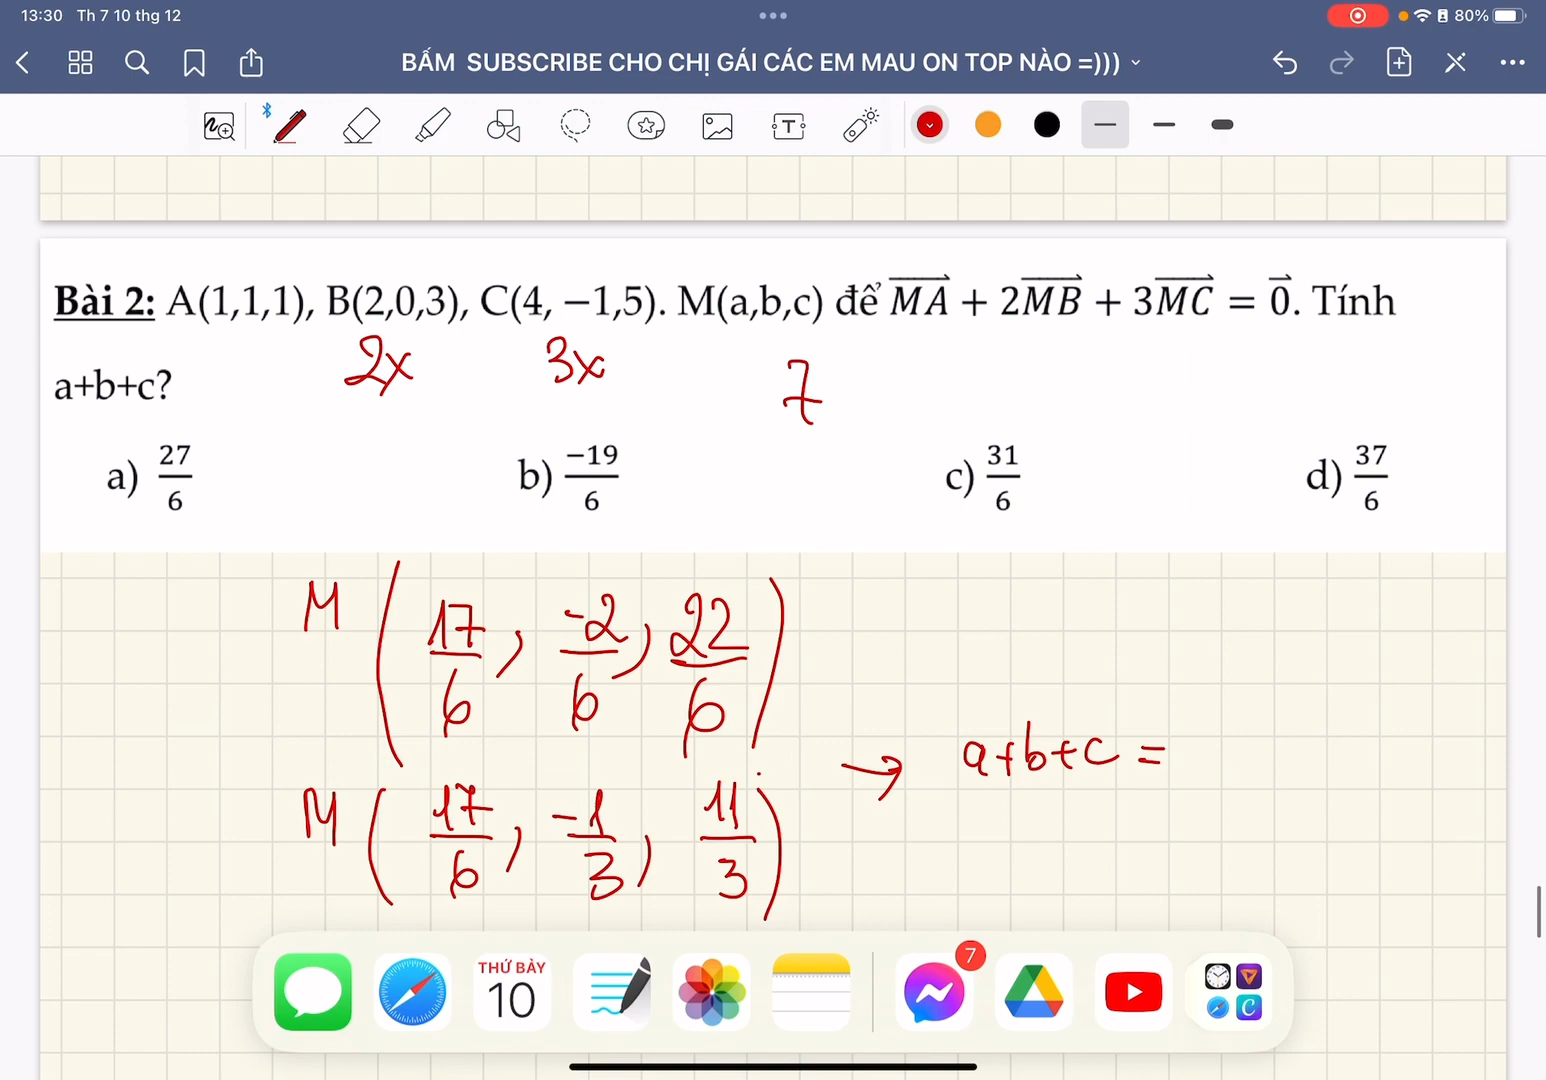 13:30 Th 7 10 thg 12
80%
BẤM SUBSCRIBE CHO CHỊ GÁI CÁC EM MAU ON TOP NÀO =)))
T
Bài 2: A(1,1,1), B(2,0,3), C(4, −1,5). M(a,b,c) để \overrightarrow{MA} + 2\overrightarrow{MB} + 3\overrightarrow{MC} = \vec{0}. Tính
2x 3x 7
a+b+c?
a) 27/6 b) −19/6 c) 31/6 d) 37/6
M (17/6, -2/6, 22/6)
→ a+b+c =
M (17/6, -1/3, 11/3)
THỨ BẢY
10
7
C